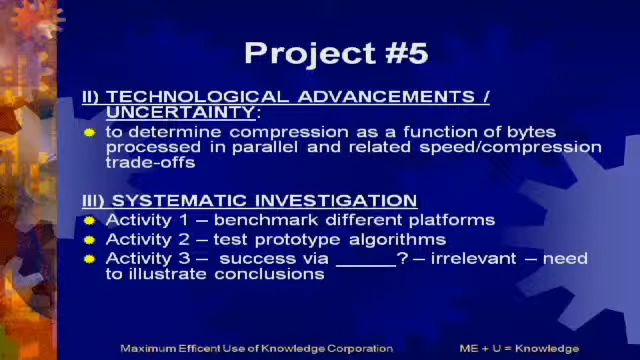 Project #5
II) TECHNOLOGICAL ADVANCEMENTS /
UNCERTAINTY:
to determine compression as a function of bytes
processed in parallel and related speed/compression
trade-offs
III) SYSTEMATIC INVESTIGATION
Activity 1 – benchmark different platforms
Activity 2 – test prototype algorithms
Activity 3 – success via ______? – irrelevant – need
to illustrate conclusions
Maximum Efficent Use of Knowledge Corporation ME + U = Knowledge